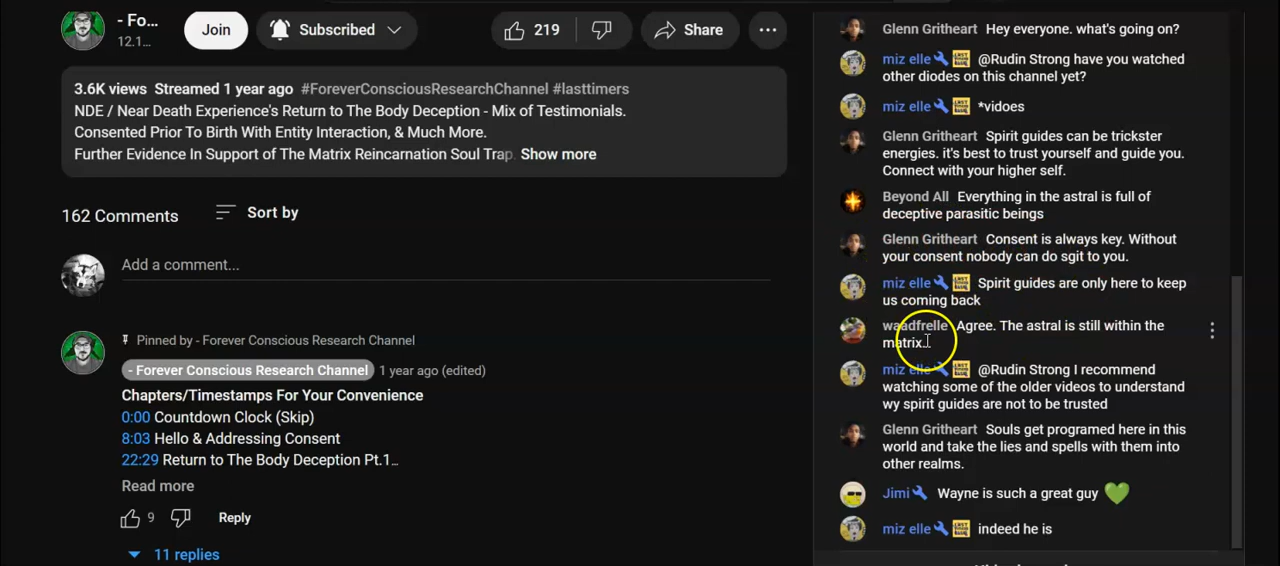 - Fo...
12.1...
Join
Subscribed
219
Share
3.6K views Streamed 1 year ago #ForeverConsciousResearchChannel #lasttimers
NDE / Near Death Experience's Return to The Body Deception - Mix of Testimonials.
Consented Prior To Birth With Entity Interaction, & Much More.
Further Evidence In Support of The Matrix Reincarnation Soul Trap. Show more
162 Comments
Sort by
Add a comment...
Pinned by - Forever Conscious Research Channel
- Forever Conscious Research Channel 1 year ago (edited)
Chapters/Timestamps For Your Convenience
0:00 Countdown Clock (Skip)
8:03 Hello & Addressing Consent
22:29 Return to The Body Deception Pt.1...
Read more
9
Reply
11 replies
Glenn Gritheart Hey everyone. what's going on?
miz elle @Rudin Strong have you watched
other diodes on this channel yet?
miz elle *vidoes
Glenn Gritheart Spirit guides can be trickster
energies. it's best to trust yourself and guide you.
Connect with your higher self.
Beyond All Everything in the astral is full of
deceptive parasitic beings
Glenn Gritheart Consent is always key. Without
your consent nobody can do sgit to you.
miz elle Spirit guides are only here to keep
us coming back
waadfrelle Agree. The astral is still within the
matrix..
miz elle @Rudin Strong I recommend
watching some of the older videos to understand
wy spirit guides are not to be trusted
Glenn Gritheart Souls get programed here in this
world and take the lies and spells with them into
other realms.
Jimi Wayne is such a great guy
miz elle indeed he is